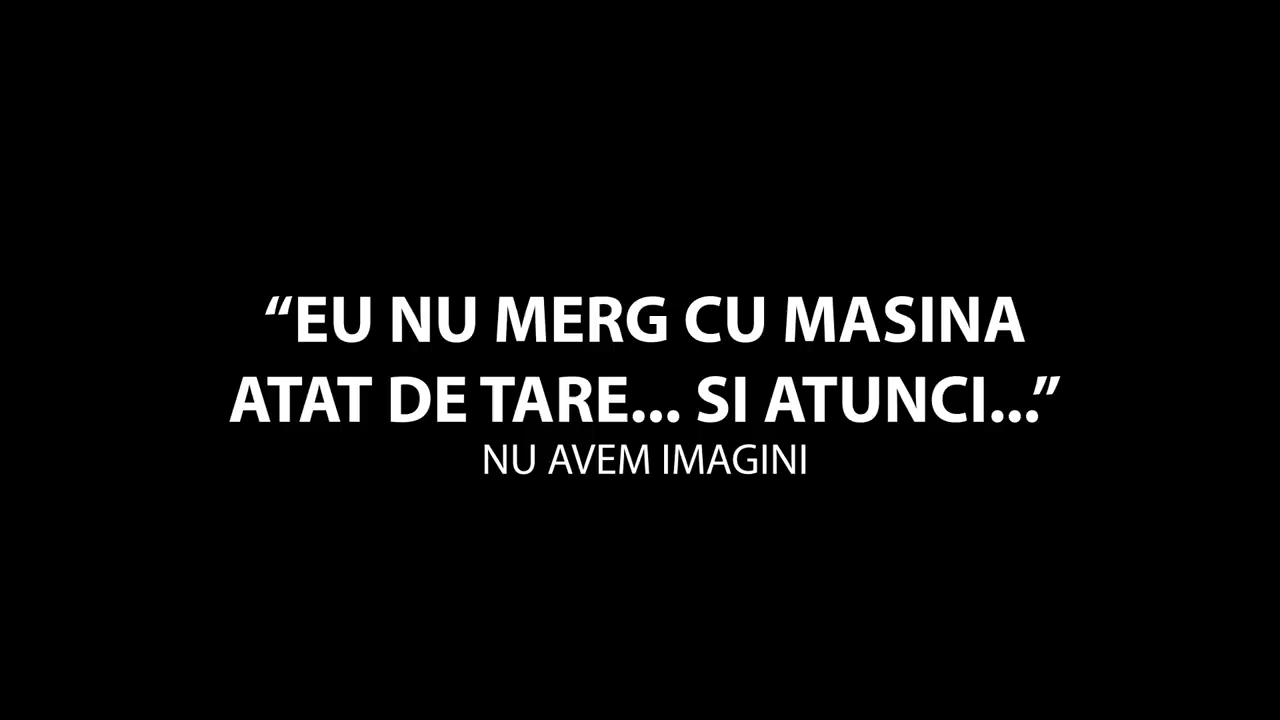 “EU NU MERG CU MASINA
ATAT DE TARE... SI ATUNCI...”
NU AVEM IMAGINI